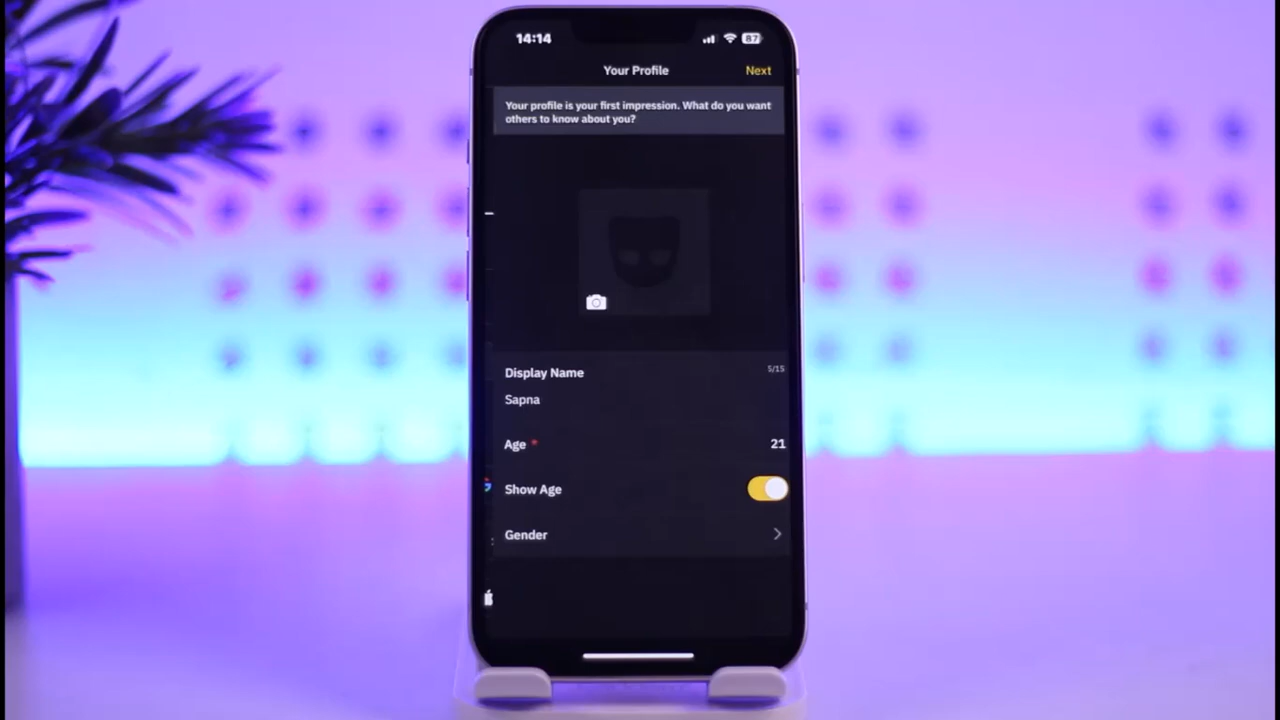 14:14
87
Your Profile
Next
Your profile is your first impression. What do you want
others to know about you?
Display Name
5/15
Sapna
Age *
21
Show Age
Gender